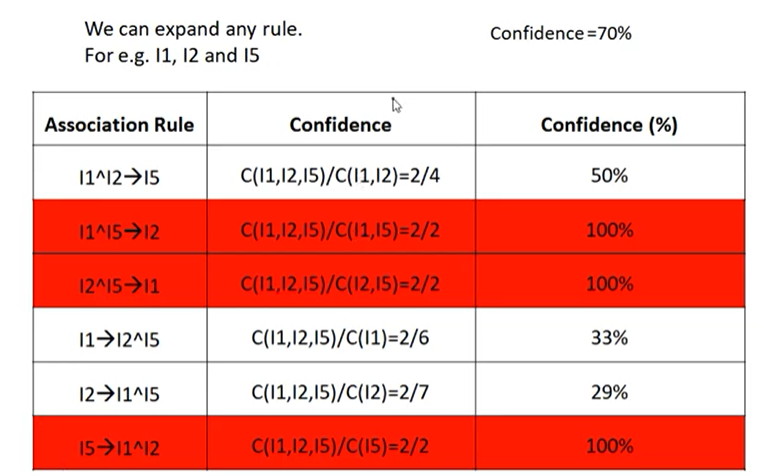 We can expand any rule.
For e.g. I1, I2 and I5
Confidence=70%
Association Rule Confidence Confidence (%)
I1^I2→I5 C(I1,I2,I5)/C(I1,I2)=2/4 50%
I1^I5→I2 C(I1,I2,I5)/C(I1,I5)=2/2 100%
I2^I5→I1 C(I1,I2,I5)/C(I2,I5)=2/2 100%
I1→I2^I5 C(I1,I2,I5)/C(I1)=2/6 33%
I2→I1^I5 C(I1,I2,I5)/C(I2)=2/7 29%
I5→I1^I2 C(I1,I2,I5)/C(I5)=2/2 100%